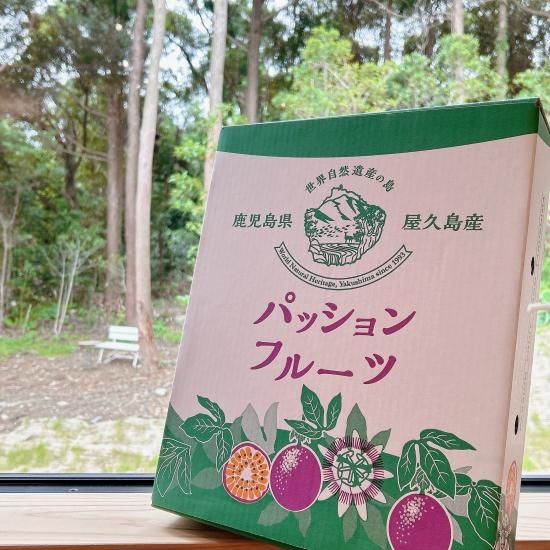 世界自然遺産の島
鹿児島県
屋久島産
World Natural Heritage, Yakushima since 1993
パッション
フルーツ